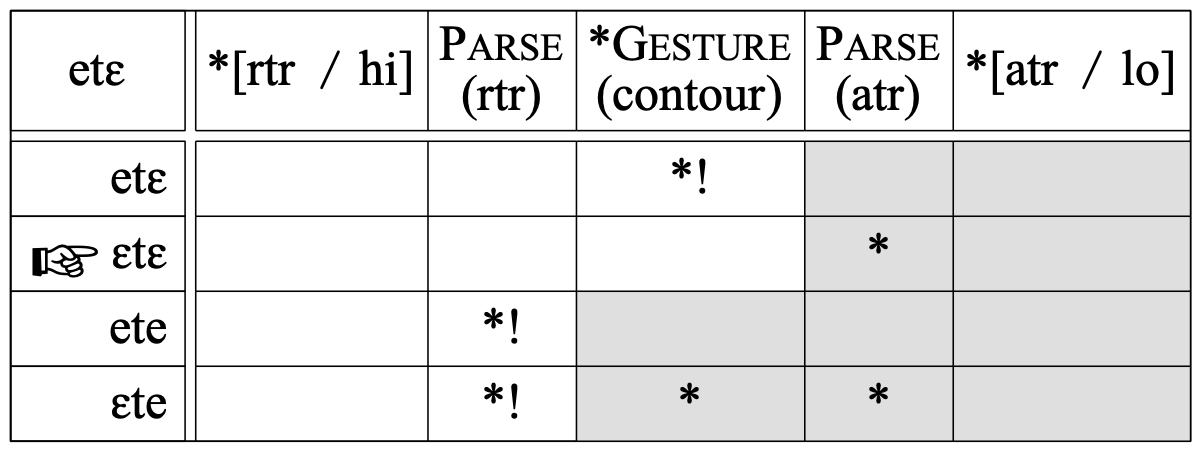 etɛ *[rtr / hi] PARSE (rtr) *GESTURE (contour) PARSE (atr) *[atr / lo]
etɛ *!
☞ ɛtɛ *
ete *!
ɛte *! * *